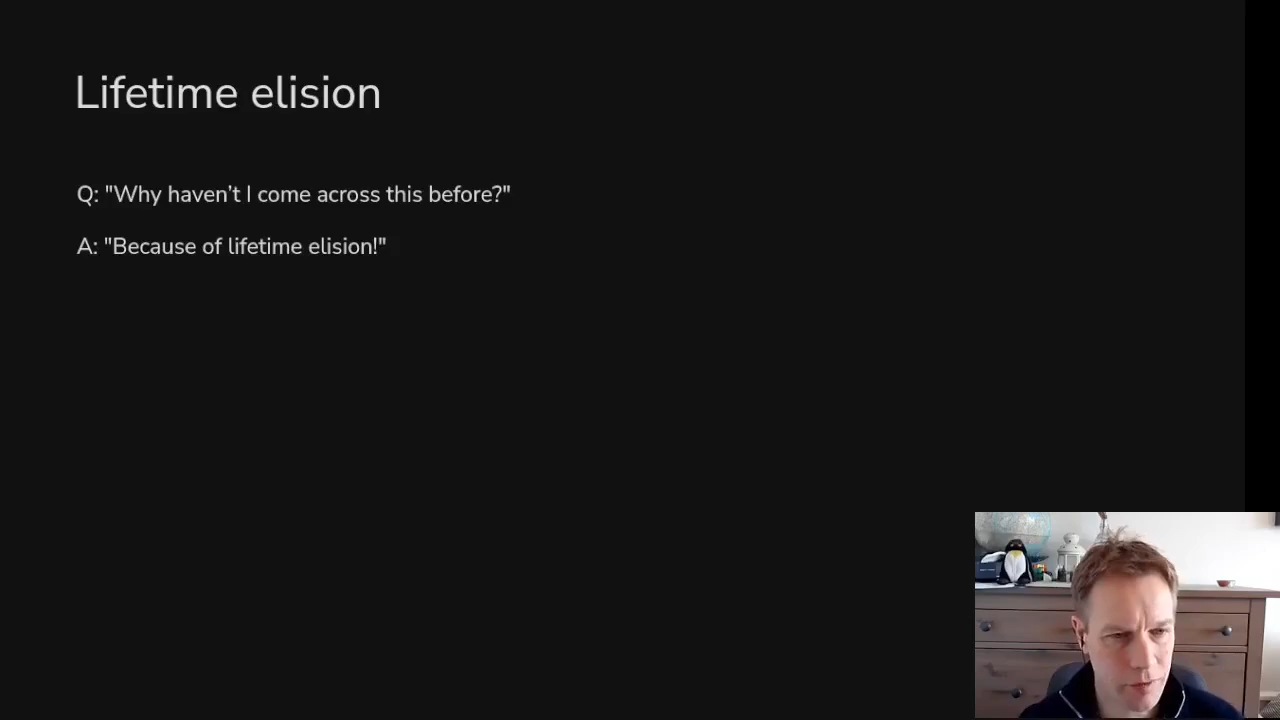 Lifetime elision
Q: "Why haven't I come across this before?"
A: "Because of lifetime elision!"